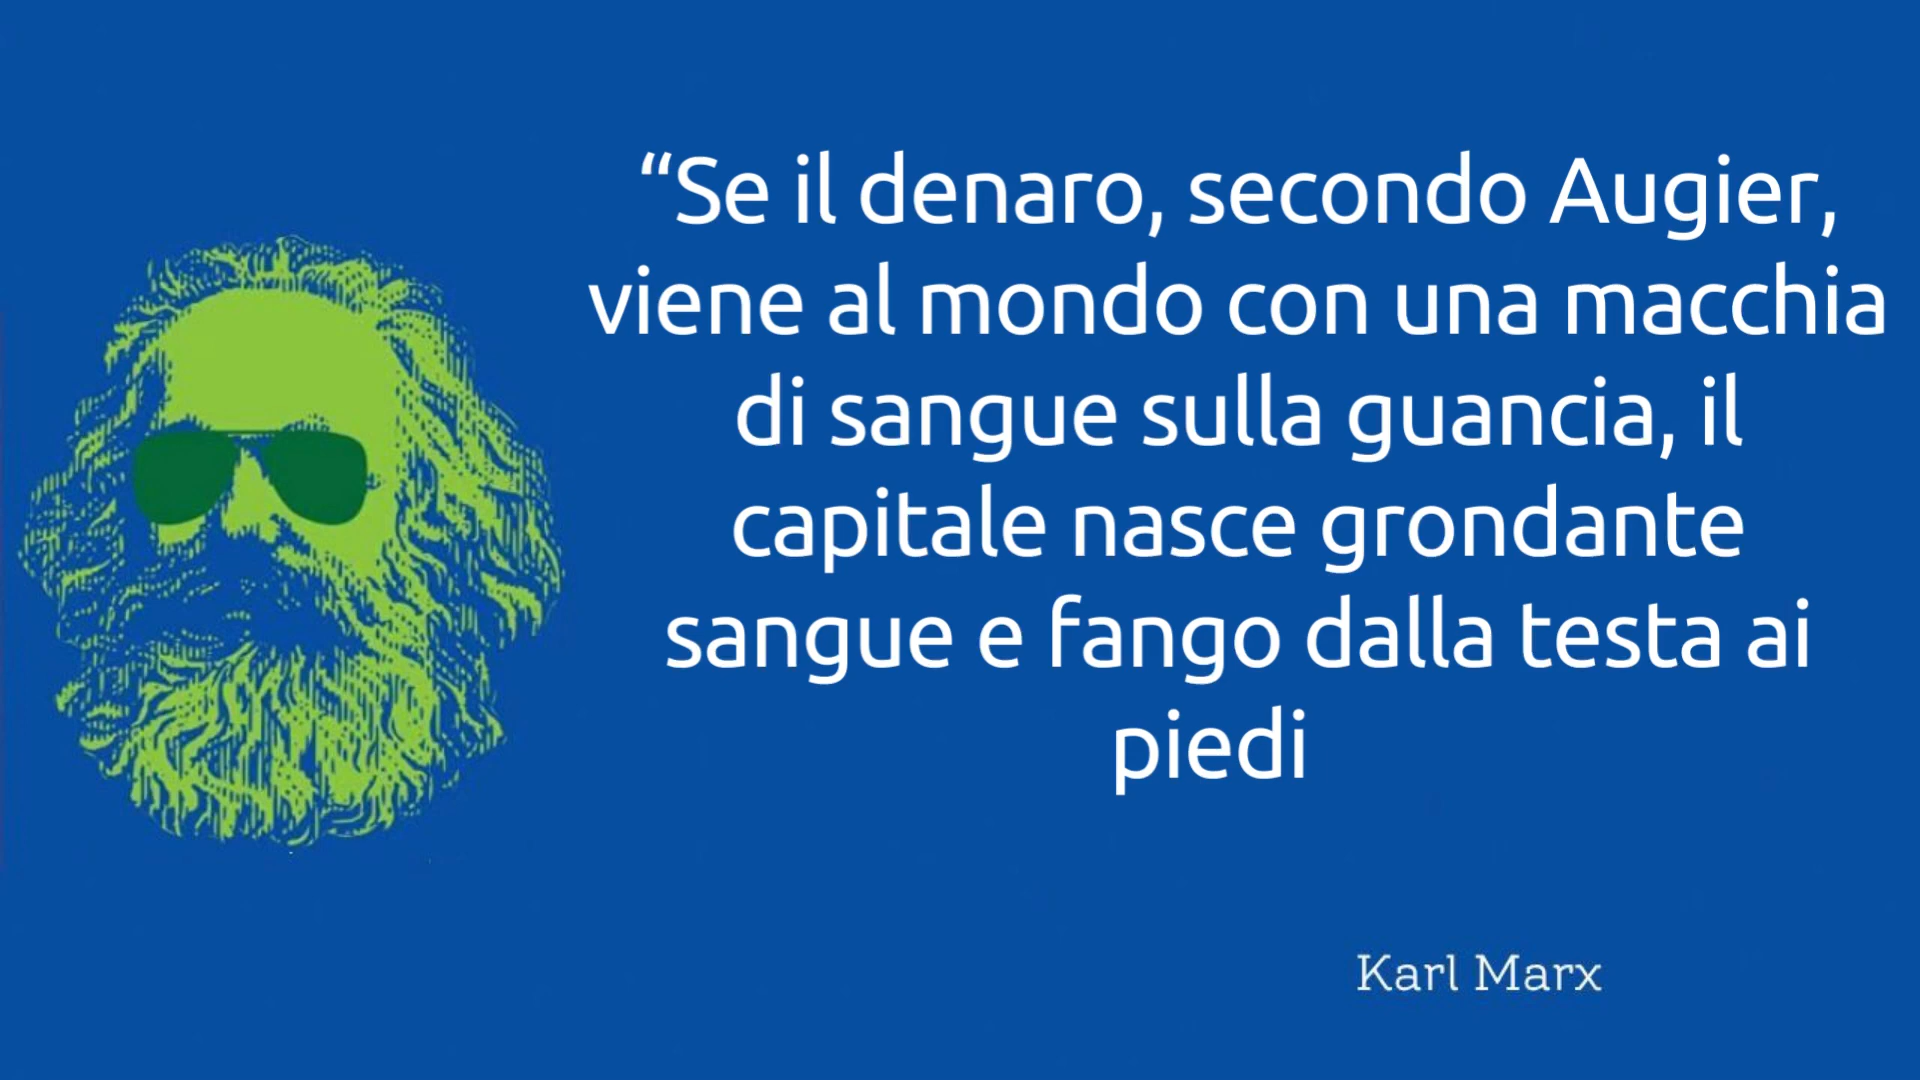 “Se il denaro, secondo Augier,
viene al mondo con una macchia
di sangue sulla guancia, il
capitale nasce grondante
sangue e fango dalla testa ai
piedi
Karl Marx